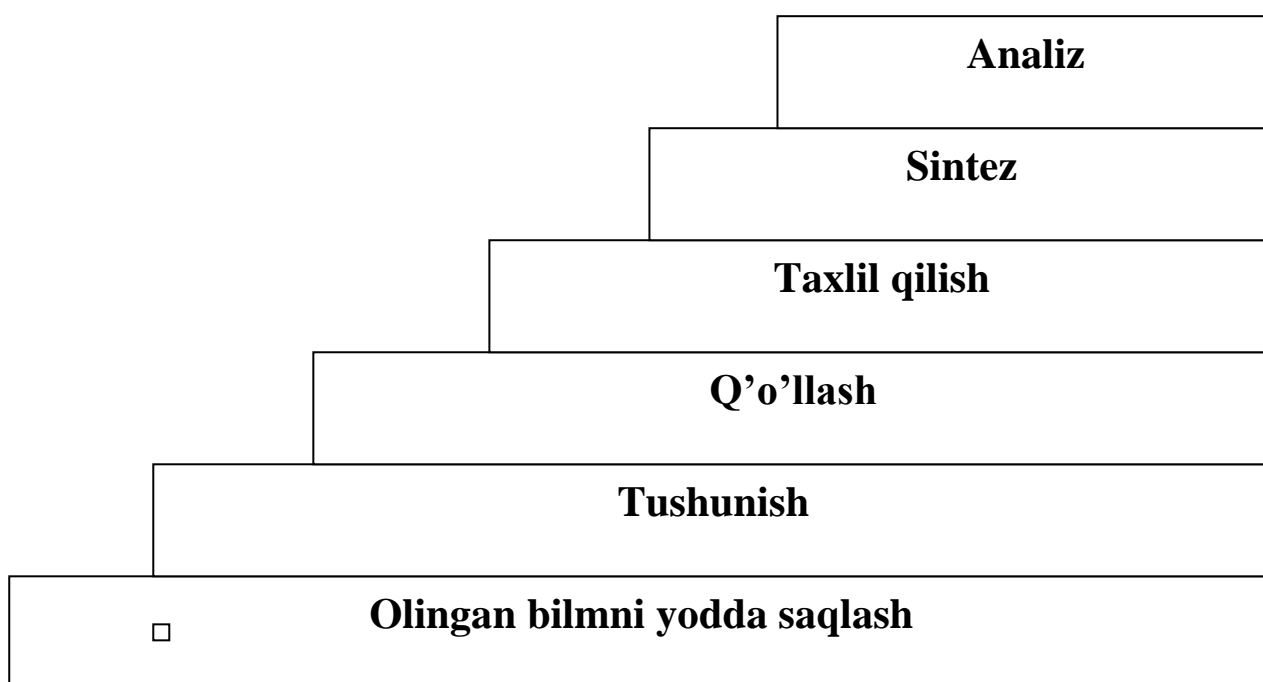 Analiz
Sintez
Taxlil qilish
Q’o’llash
Tushunish
Olingan bilmni yodda saqlash